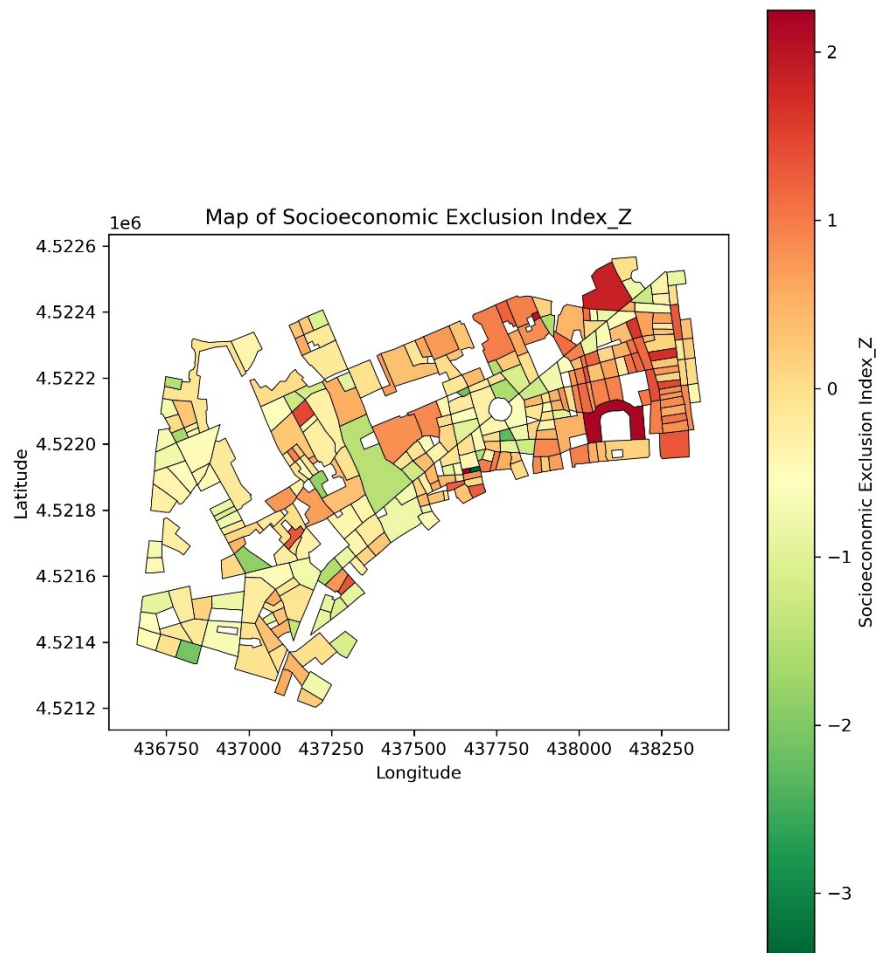 Map of Socioeconomic Exclusion Index_Z
1e6
4.5226
4.5224
4.5222
4.5220
4.5218
4.5216
4.5214
4.5212
Latitude
436750 437000 437250 437500 437750 438000 438250
Longitude
2
1
0
−1
−2
−3
Socioeconomic Exclusion Index_Z